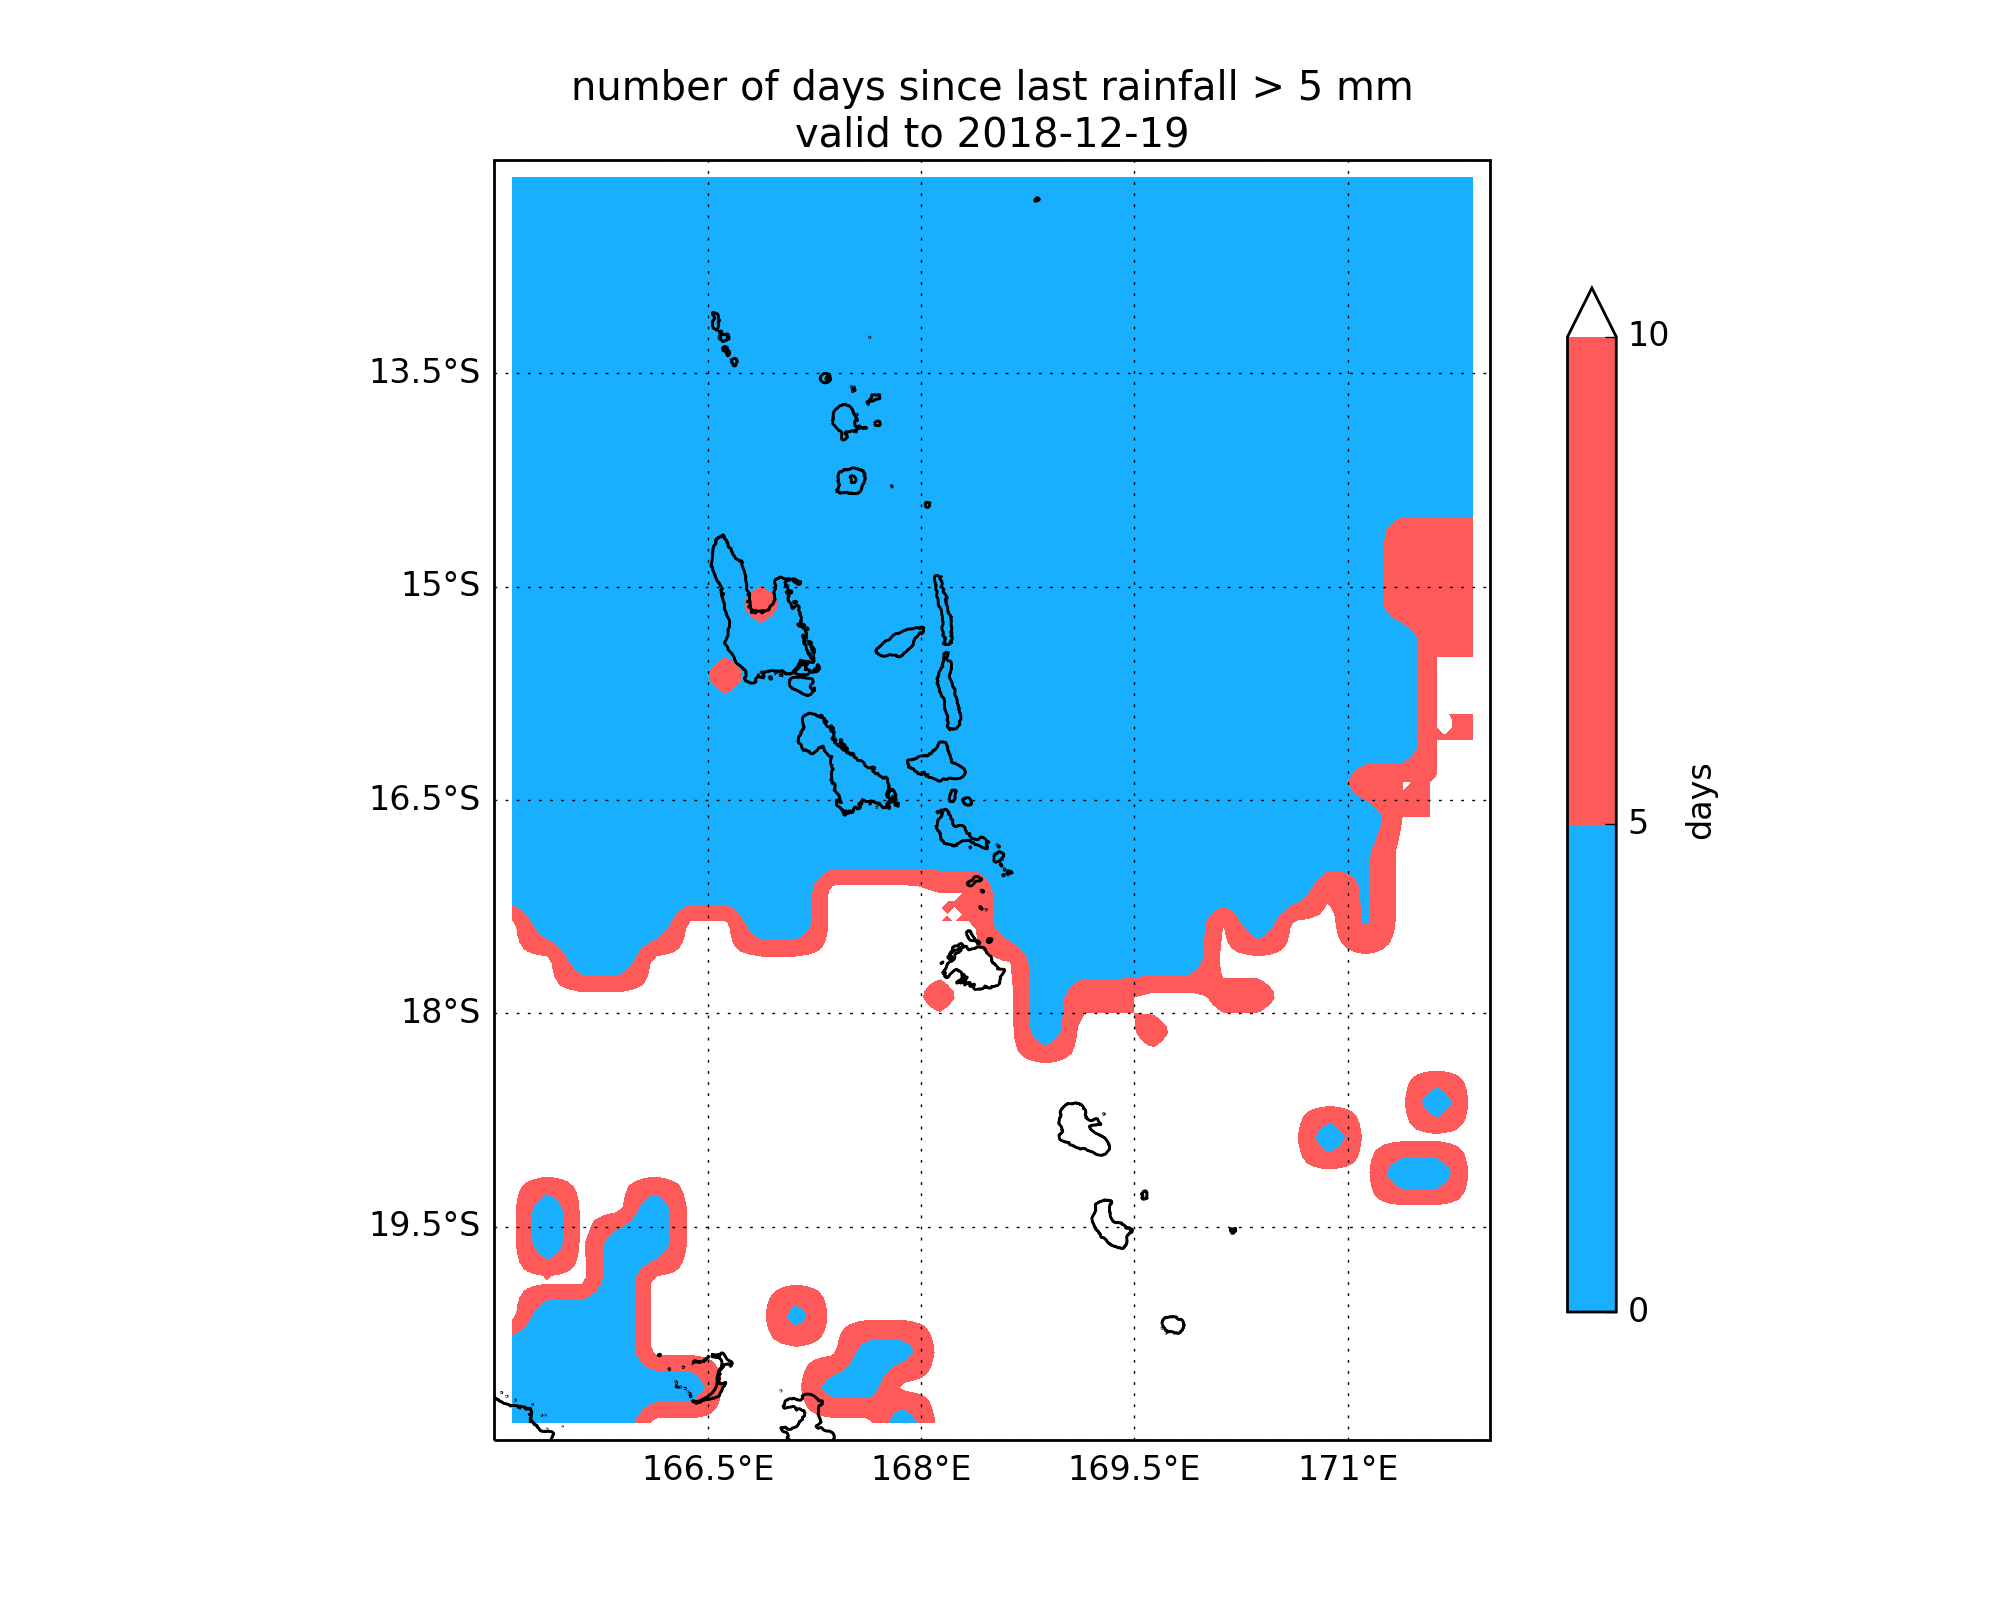 number of days since last rainfall > 5 mm
valid to 2018-12-19
13.5°S
15°S
16.5°S
18°S
19.5°S
166.5°E
168°E
169.5°E
171°E
10
5
0
days